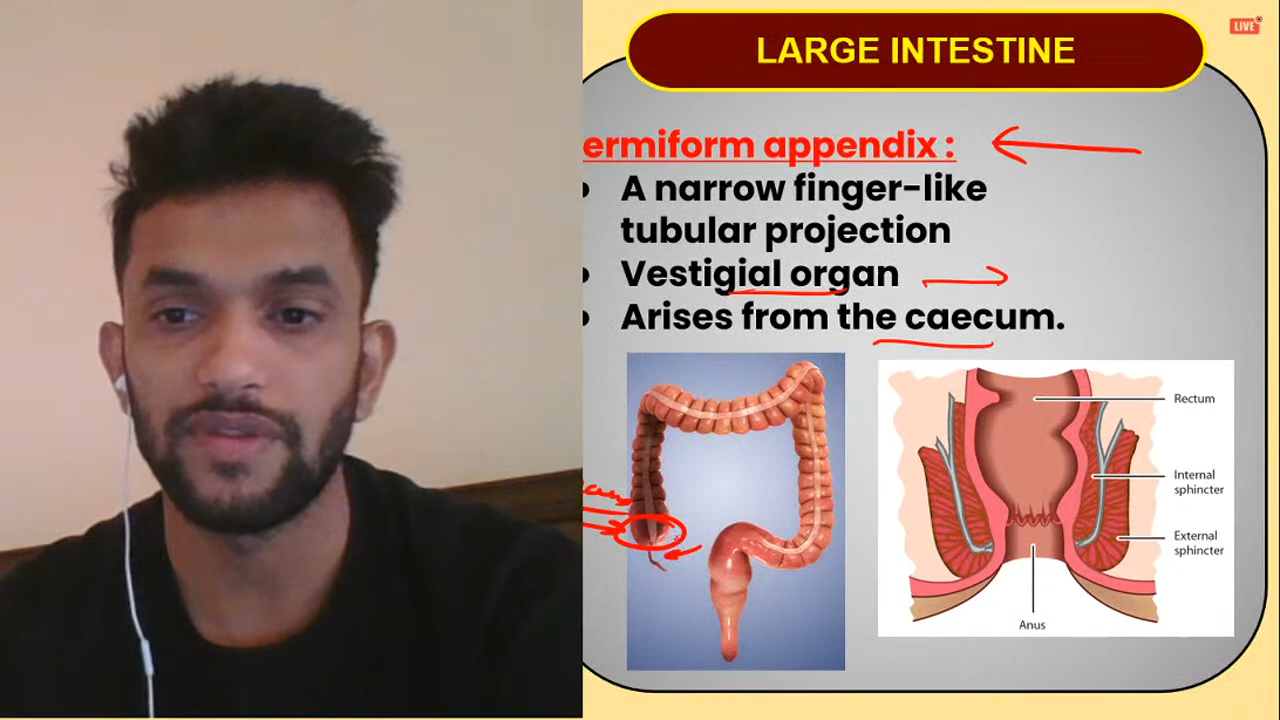 LIVE
LARGE INTESTINE
ermiform appendix :
A narrow finger-like
tubular projection
Vestigial organ
Arises from the caecum.
Rectum
Internal
sphincter
External
sphincter
Anus